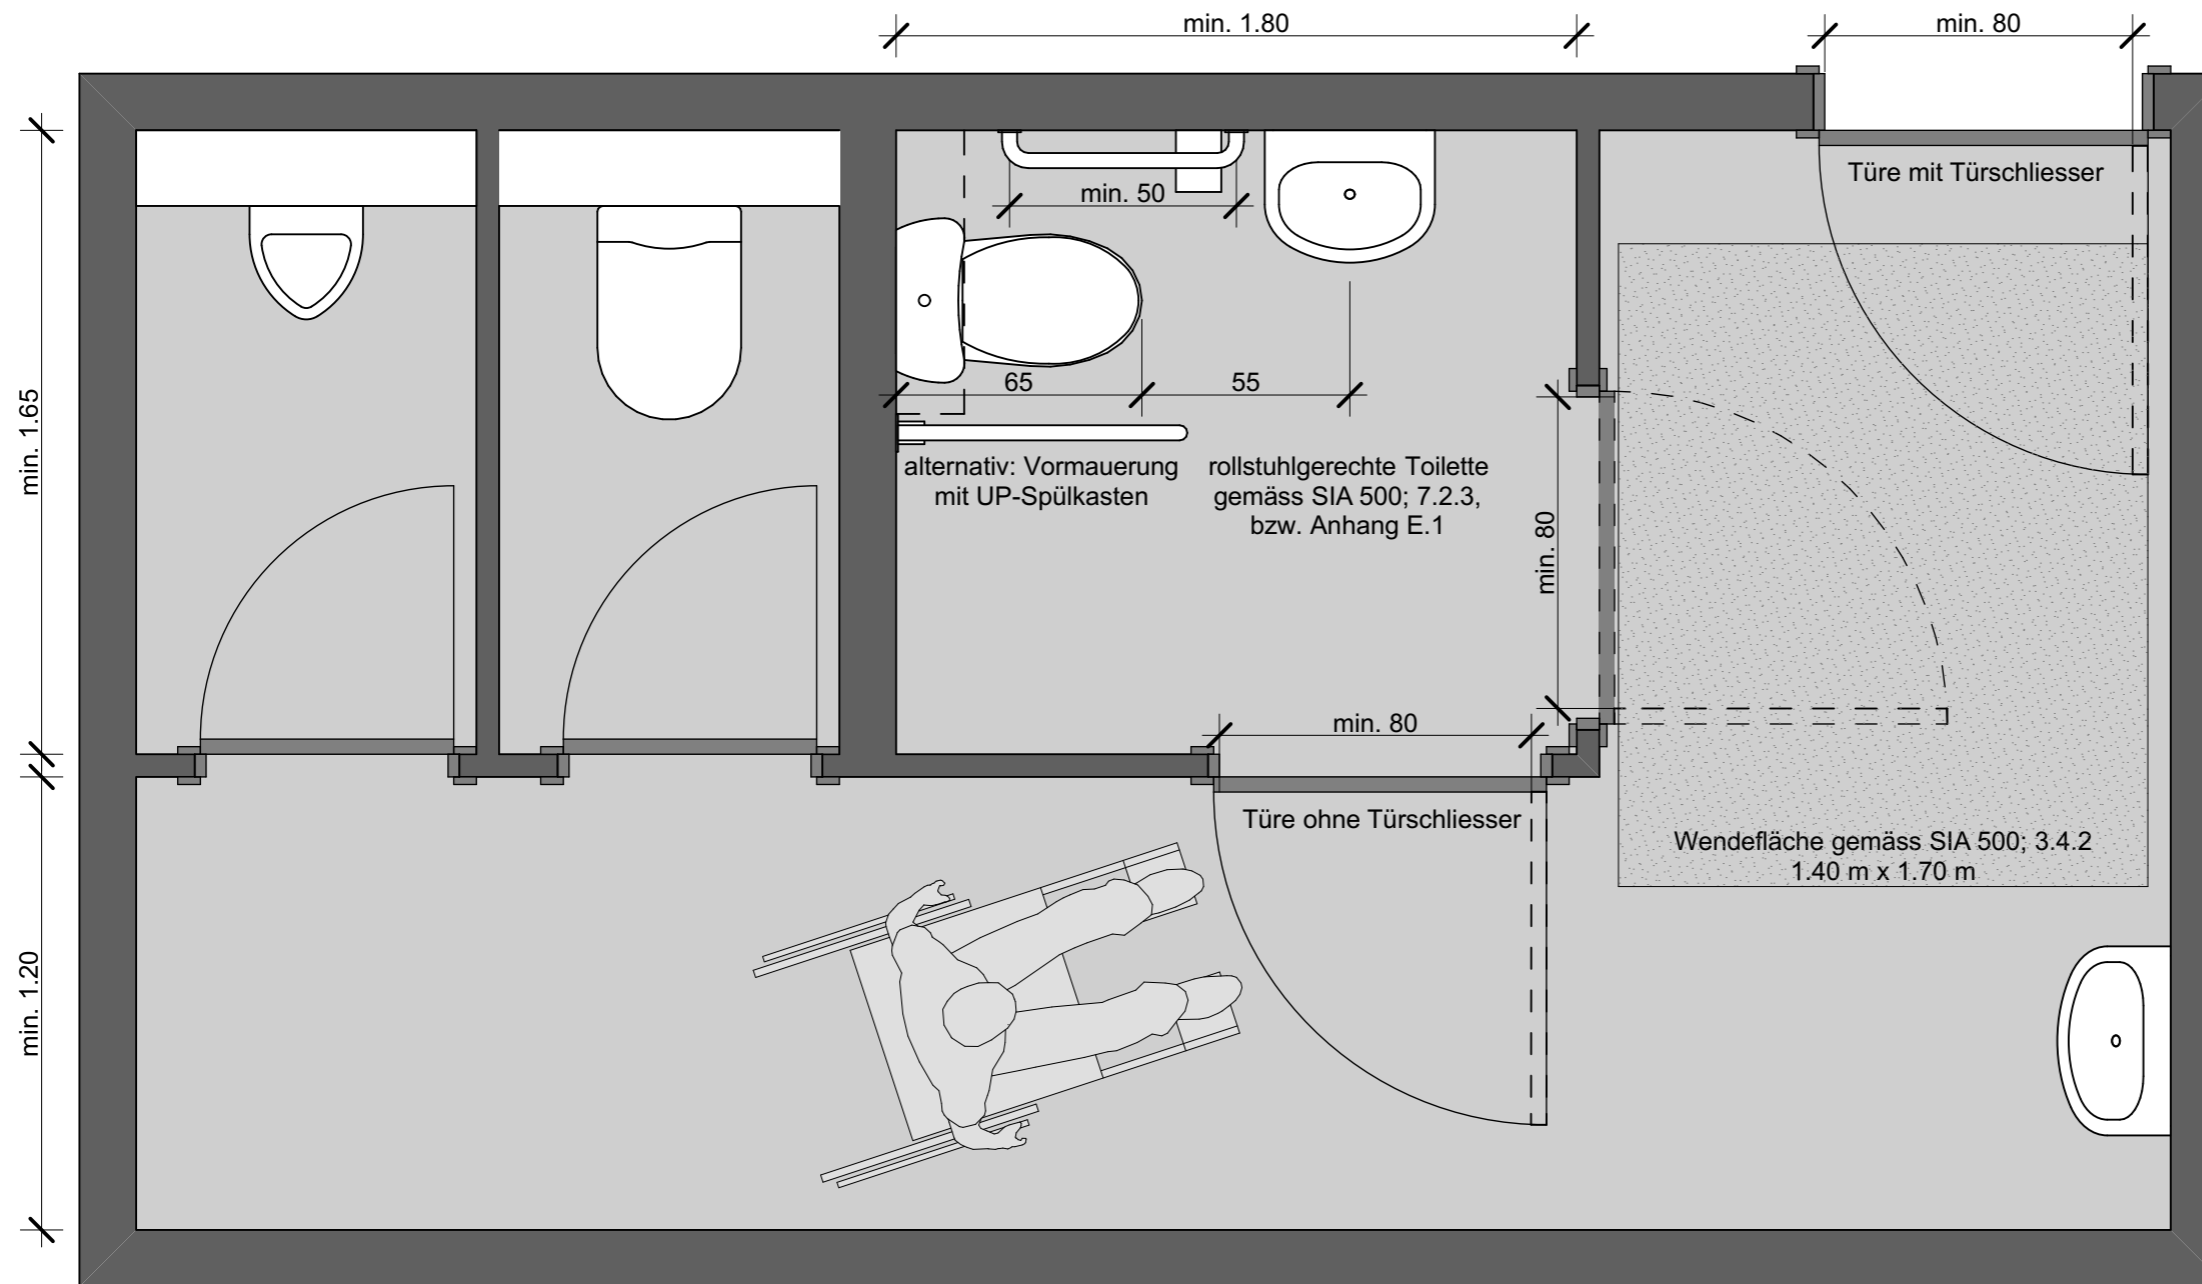 min. 1.80
min. 80
Türe mit Türschliesser
min. 50
65
55
min. 1.65
alternativ: Vormauerung
mit UP-Spülkasten
rollstuhlgerechte Toilette
gemäss SIA 500; 7.2.3,
bzw. Anhang E.1
min. 80
min. 80
Türe ohne Türschliesser
Wendefläche gemäss SIA 500; 3.4.2
1.40 m x 1.70 m
min. 1.20